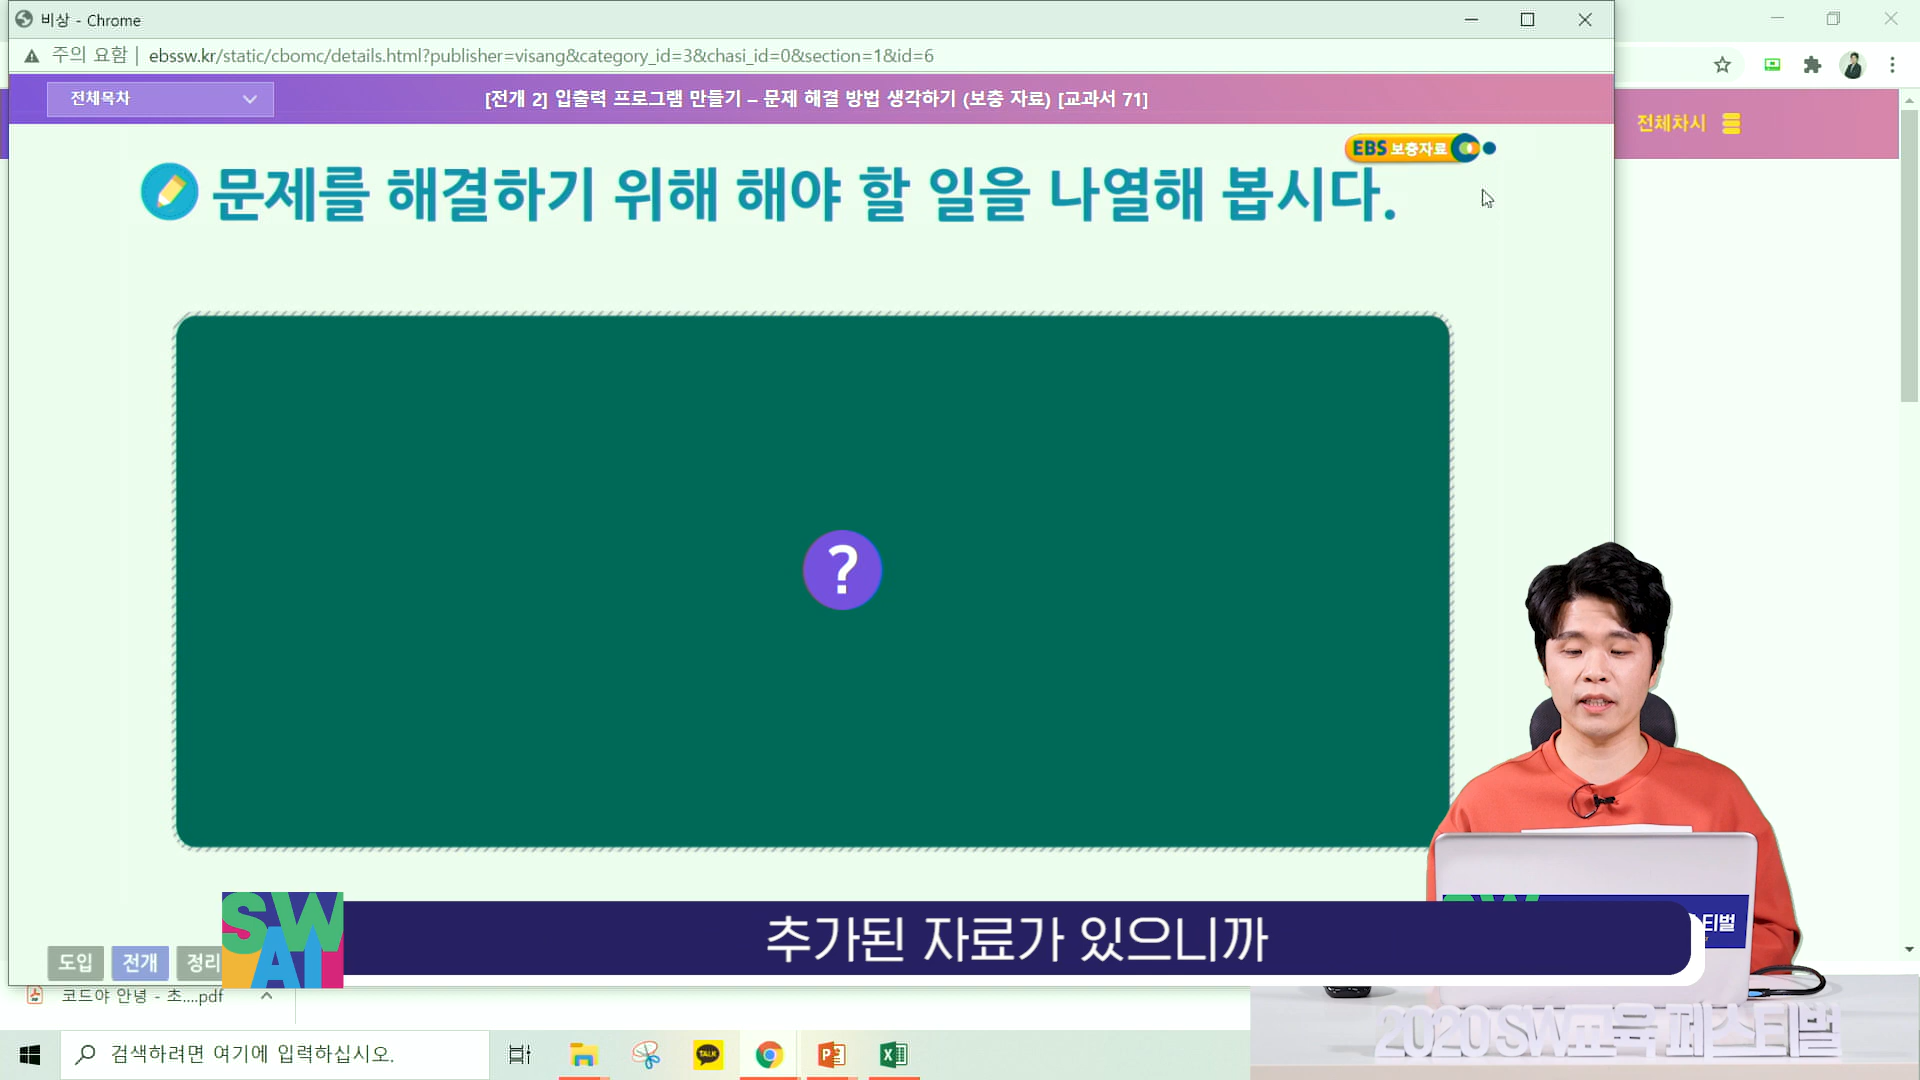 비상 - Chrome
주의 요함 | ebssw.kr/static/cbomc/details.html?publisher=visang&category_id=3&chasi_id=0&section=1&id=6
전체목차
[전개 2] 입출력 프로그램 만들기 – 문제 해결 방법 생각하기 (보충 자료) [교과서 71]
전체차시
EBS 보충자료
문제를 해결하기 위해 해야 할 일을 나열해 봅시다.
?
추가된 자료가 있으니까
SW
AI
티벌
도입
전개
정리
코드야 안녕 - 초....pdf
2020 SW교육 페스티벌
검색하려면 여기에 입력하십시오.
TALK